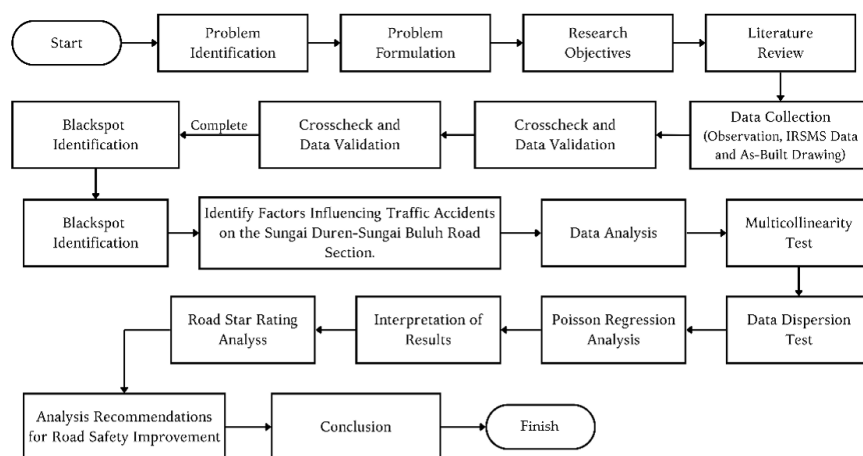 Start
Problem
Identification
Problem
Formulation
Research
Objectives
Literature
Review
Data Collection
(Observation, IRSMS Data
and As-Built Drawing)
Crosscheck and
Data Validation
Crosscheck and
Data Validation
Complete
Blackspot
Identification
Blackspot
Identification
Identify Factors Influencing Traffic Accidents
on the Sungai Duren-Sungai Buluh Road
Section.
Data Analysis
Multicollinearity
Test
Data Dispersion
Test
Poisson Regression
Analysis
Interpretation of
Results
Road Star Rating
Analyss
Analysis Recommendations
for Road Safety Improvement
Conclusion
Finish